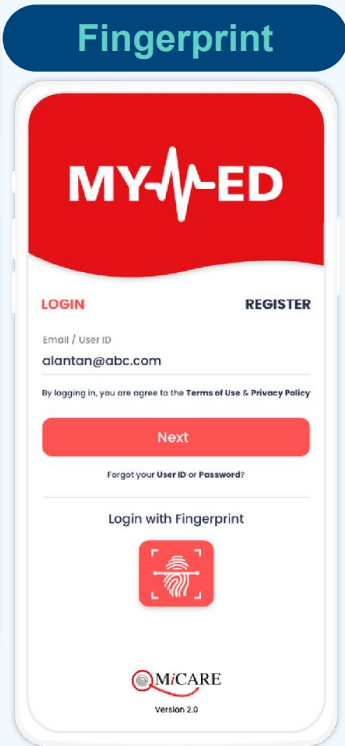 Fingerprint
MY ED
LOGIN
REGISTER
Email / User ID
alantan@abc.com
By logging in, you are agree to the Terms of Use & Privacy Policy
Next
Forgot your User ID or Password?
Login with Fingerprint
MiCARE
Version 2.0